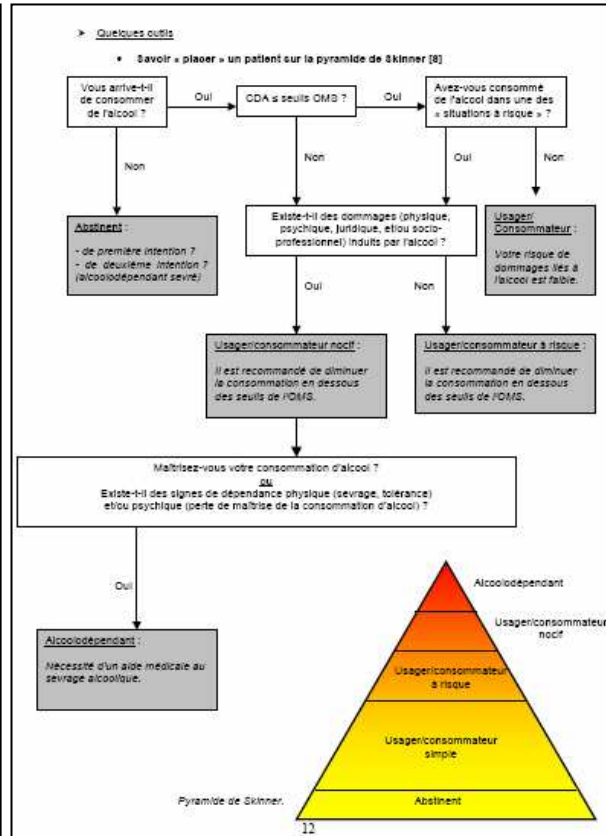 ➤ Quelques outils
• Savoir « placer » un patient sur la pyramide de Skinner [8]
Vous arrive-t-il
de consommer
de l'alcool ?
Oui
CDA ≤ seuils OMS ?
Oui
Avez-vous consommé
de l'alcool dans une des
« situations à risque » ?
Non
Non
Oui
Non
Abstinent :
- de première intention ?
- de deuxième intention ?
(alcoolodépendant sevré)
Existe-t-il des dommages (physique,
psychique, juridique, et/ou socio-
professionnel) induits par l'alcool ?
Usager/
Consommateur :
Votre risque de
dommages liés à
l'alcool est faible.
Oui
Non
Usager/consommateur nocif :
Il est recommandé de diminuer
la consommation en dessous
des seuils de l'OMS.
Usager/consommateur à risque :
Il est recommandé de diminuer
la consommation en dessous
des seuils de l'OMS.
Maîtrisez-vous votre consommation d'alcool ?
ou
Existe-t-il des signes de dépendance physique (sevrage, tolérance)
et/ou psychique (perte de maîtrise de la consommation d'alcool) ?
Oui
Alcoolodépendant :
Nécessité d'un aide médicale au
sevrage alcoolique.
Alcoolodépendant
Usager/consommateur
nocif
Usager/consommateur
à risque
Usager/consommateur
simple
Abstinent
Pyramide de Skinner.
12